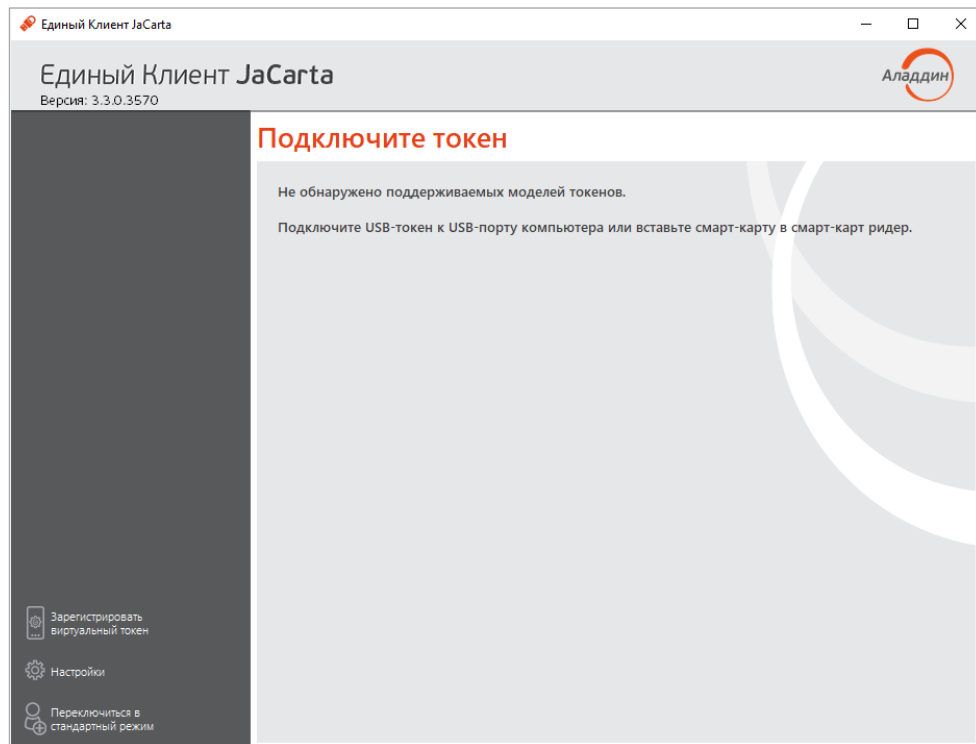 Единый Клиент JaCarta
Единый Клиент JaCarta
Версия: 3.3.0.3570
Аладдин
Подключите токен
Не обнаружено поддерживаемых моделей токенов.
Подключите USB-токен к USB-порту компьютера или вставьте смарт-карту в смарт-карт ридер.
Зарегистрировать
виртуальный токен
Настройки
Переключиться в
стандартный режим